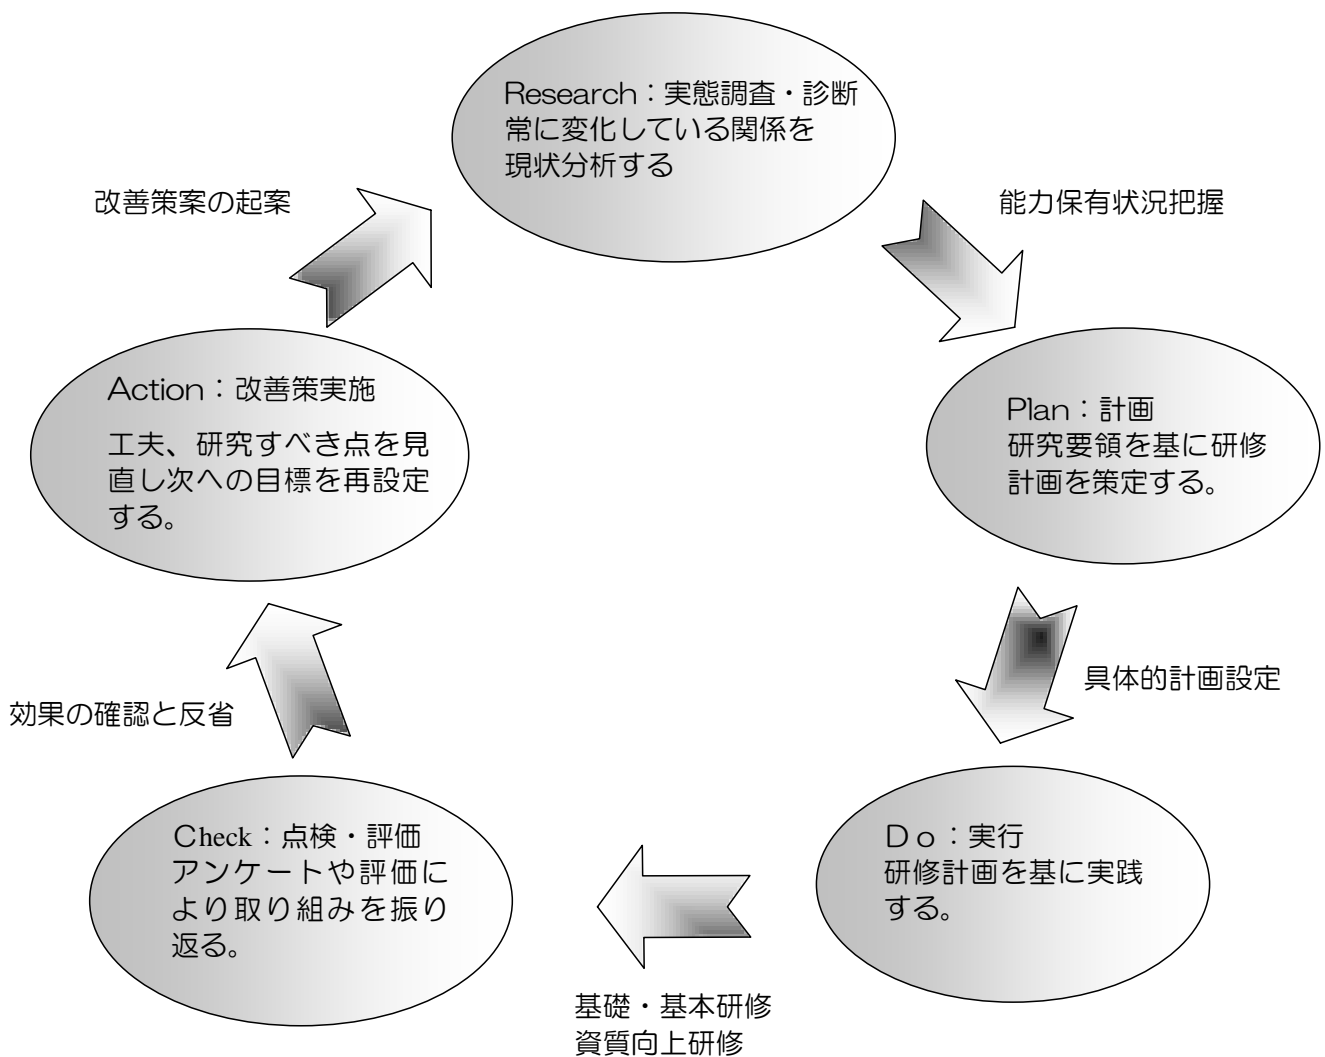 Research：実態調査・診断
常に変化している関係を
現状分析する
改善策案の起案
能力保有状況把握
Action：改善策実施
工夫、研究すべき点を見
直し次への目標を再設定
する。
Plan：計画
研究要領を基に研修
計画を策定する。
具体的計画設定
効果の確認と反省
Check：点検・評価
アンケートや評価に
より取り組みを振り
返る。
Ｄｏ：実行
研修計画を基に実践
する。
基礎・基本研修
資質向上研修